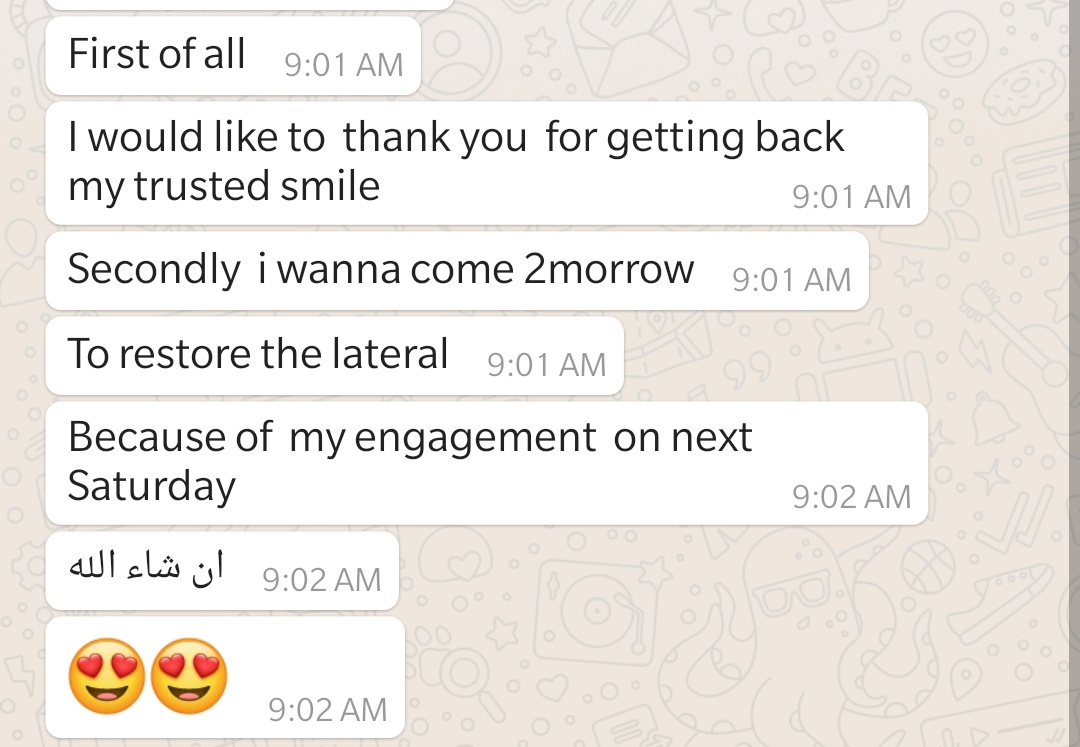 First of all 9:01 AM
I would like to thank you for getting back
my trusted smile 9:01 AM
Secondly i wanna come 2morrow 9:01 AM
To restore the lateral 9:01 AM
Because of my engagement on next
Saturday 9:02 AM
ان شاء الله 9:02 AM
😍😍 9:02 AM